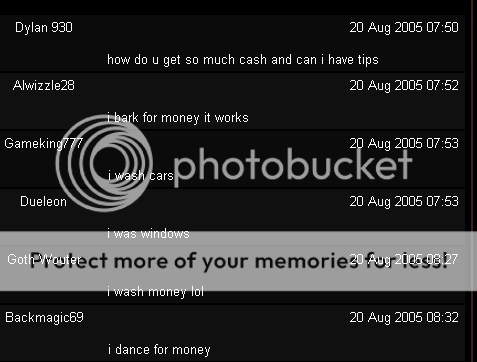 Dylan 930 20 Aug 2005 07:50
how do u get so much cash and can i have tips
Alwizzle28 20 Aug 2005 07:52
i bark for money it works
Gameking777 20 Aug 2005 07:53
i wash cars
photobucket
Dueleon 20 Aug 2005 07:53
i was windows
Protect more of your memories for less!
Goth Wouter 20 Aug 2005 08:27
i wash money lol
Backmagic69 20 Aug 2005 08:32
i dance for money